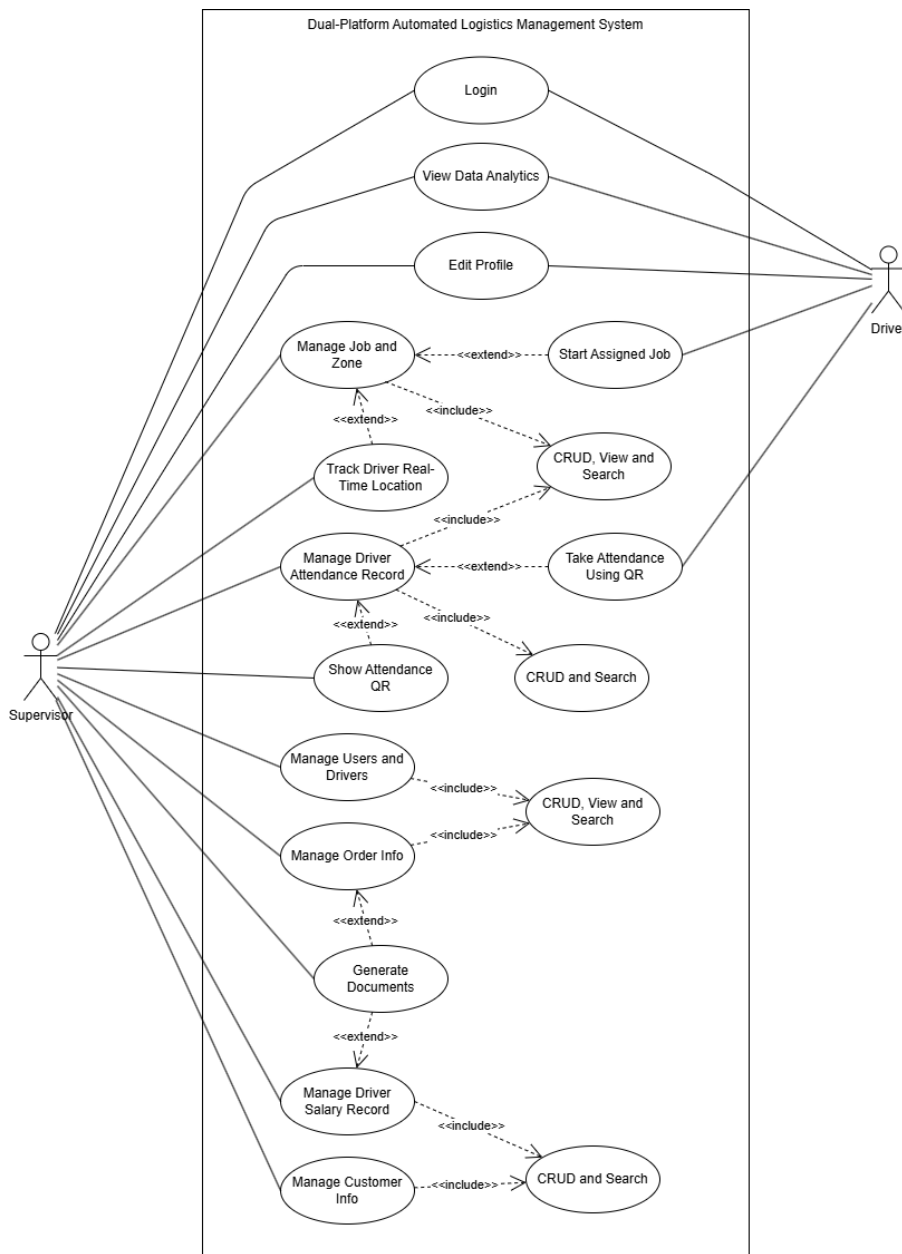 Dual-Platform Automated Logistics Management System
Login
View Data Analytics
Edit Profile
Driver
Manage Job and
Zone
<<extend>>
Start Assigned Job
<<include>>
<<extend>>
CRUD, View and
Search
Track Driver Real-
Time Location
<<include>>
Manage Driver
Attendance Record
<<extend>>
Take Attendance
Using QR
<<extend>>
Show Attendance
QR
<<include>>
CRUD and Search
Supervisor
Manage Users and
Drivers
<<include>>
CRUD, View and
Search
<<include>>
Manage Order Info
<<extend>>
Generate
Documents
<<extend>>
Manage Driver
Salary Record
<<include>>
CRUD and Search
Manage Customer
Info
<<include>>